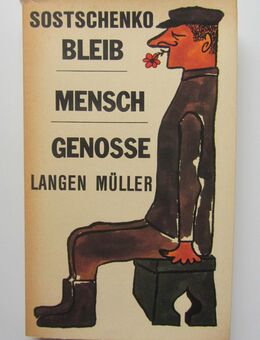 SOSTSCHENKO
BLEIB
MENSCH
GENOSSE
LANGEN MÜLLER